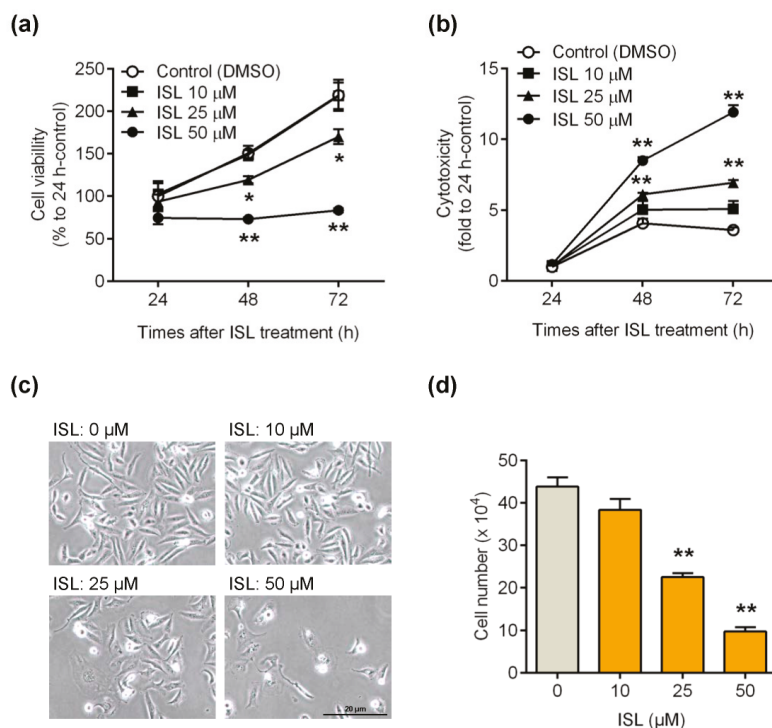 (a)
Control (DMSO)
ISL 10 μM
ISL 25 μM
ISL 50 μM
250
200
150
100
50
0
Cell viabillity
(% to 24 h-control)
*
**
*
**
24
48
72
Times after ISL treatment (h)
(b)
Control (DMSO)
ISL 10 μM
ISL 25 μM
ISL 50 μM
15
10
5
0
Cytotoxicity
(fold to 24 h-control)
**
**
**
**
24
48
72
Times after ISL treatment (h)
(c)
ISL: 0 μM
ISL: 10 μM
ISL: 25 μM
ISL: 50 μM
20 μm
(d)
50
40
30
20
10
0
Cell number (x 10⁴)
**
**
0
10
25
50
ISL (μM)